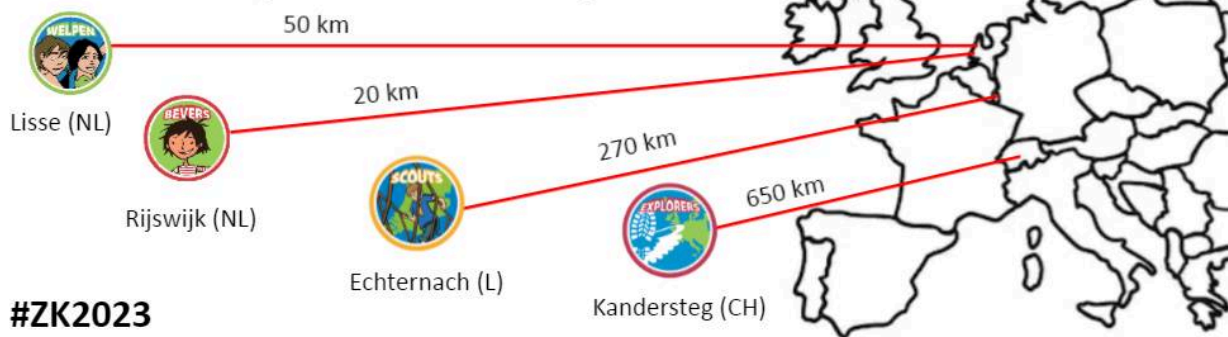 WELPEN
50 km
Lisse (NL)
BEVERS
20 km
Rijswijk (NL)
SCOUTS
270 km
Echternach (L)
EXPLORERS
650 km
Kandersteg (CH)
#ZK2023